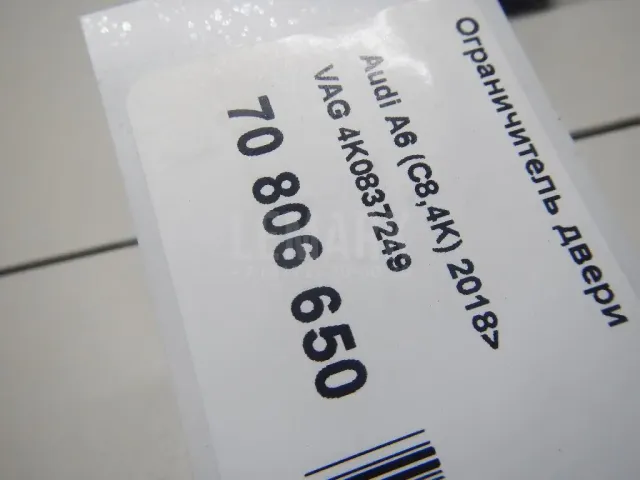 Ограничитель двери
Audi A6 (C8,4K) 2018>
VAG 4K0837249
70 806 650